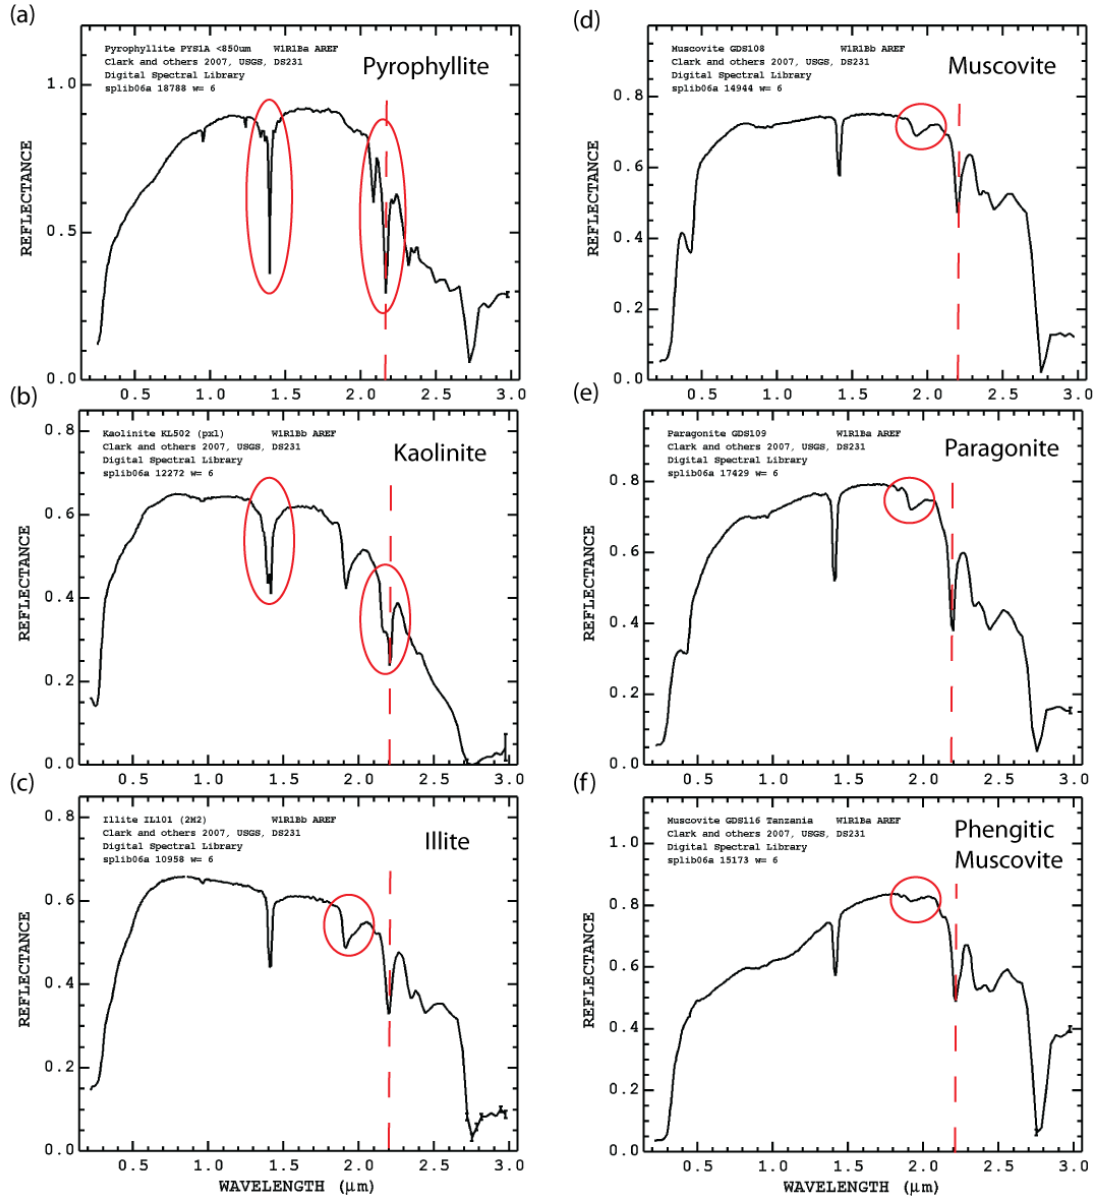 (a)
Pyrophyllite PYS1A <850um W1R1Ba AREF
Clark and others 2007, USGS, DS231
Digital Spectral Library
splib06a 18788 w= 6
Pyrophyllite
REFLECTANCE
1.0
0.5
0.0
0.5 1.0 1.5 2.0 2.5 3.0
(b)
Kaolinite KL502 (pxl) W1R1Bb AREF
Clark and others 2007, USGS, DS231
Digital Spectral Library
splib06a 12272 w= 6
Kaolinite
REFLECTANCE
0.8
0.6
0.4
0.2
0.0
0.5 1.0 1.5 2.0 2.5 3.0
(c)
Illite IL101 (2M2) W1R1Bb AREF
Clark and others 2007, USGS, DS231
Digital Spectral Library
splib06a 10958 w= 6
Illite
REFLECTANCE
0.8
0.6
0.4
0.2
0.0
0.5 1.0 1.5 2.0 2.5 3.0
WAVELENGTH (μm)
(d)
Muscovite GDS108 W1R1Bb AREF
Clark and others 2007, USGS, DS231
Digital Spectral Library
splib06a 14944 w= 6
Muscovite
REFLECTANCE
0.8
0.6
0.4
0.2
0.0
0.5 1.0 1.5 2.0 2.5 3.0
(e)
Paragonite GDS109 W1R1Ba AREF
Clark and others 2007, USGS, DS231
Digital Spectral Library
splib06a 17429 w= 6
Paragonite
REFLECTANCE
0.8
0.6
0.4
0.2
0.0
0.5 1.0 1.5 2.0 2.5 3.0
(f)
Muscovite GDS116 Tanzania W1R1Ba AREF
Clark and others 2007, USGS, DS231
Digital Spectral Library
splib06a 15173 w= 6
Phengitic
Muscovite
REFLECTANCE
1.0
0.8
0.6
0.4
0.2
0.0
0.5 1.0 1.5 2.0 2.5 3.0
WAVELENGTH (μm)